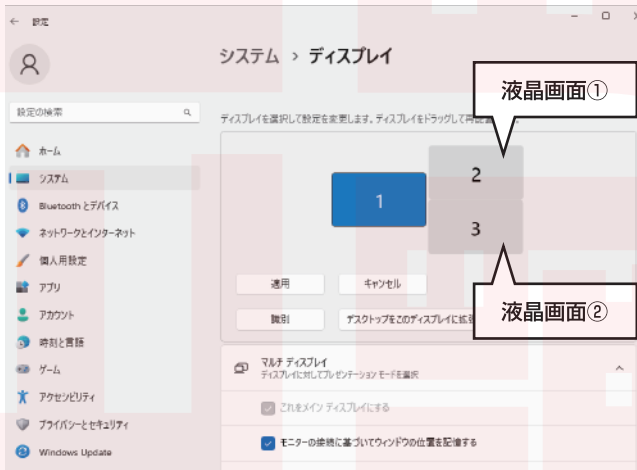 ← 設定
システム › ディスプレイ
液晶画面①
設定の検索
ディスプレイを選択して設定を変更します。ディスプレイをドラッグして再
ホーム
システム
Bluetooth とデバイス
ネットワークとインターネット
個人用設定
アプリ
アカウント
時刻と言語
ゲーム
アクセシビリティ
プライバシーとセキュリティ
Windows Update
1
2
3
液晶画面②
適用
キャンセル
識別
デスクトップをこのディスプレイに拡
マルチ ディスプレイ
ディスプレイに対してプレゼンテーション モードを選択
これをメイン ディスプレイにする
モニターの接続に基づいてウィンドウの位置を記憶する